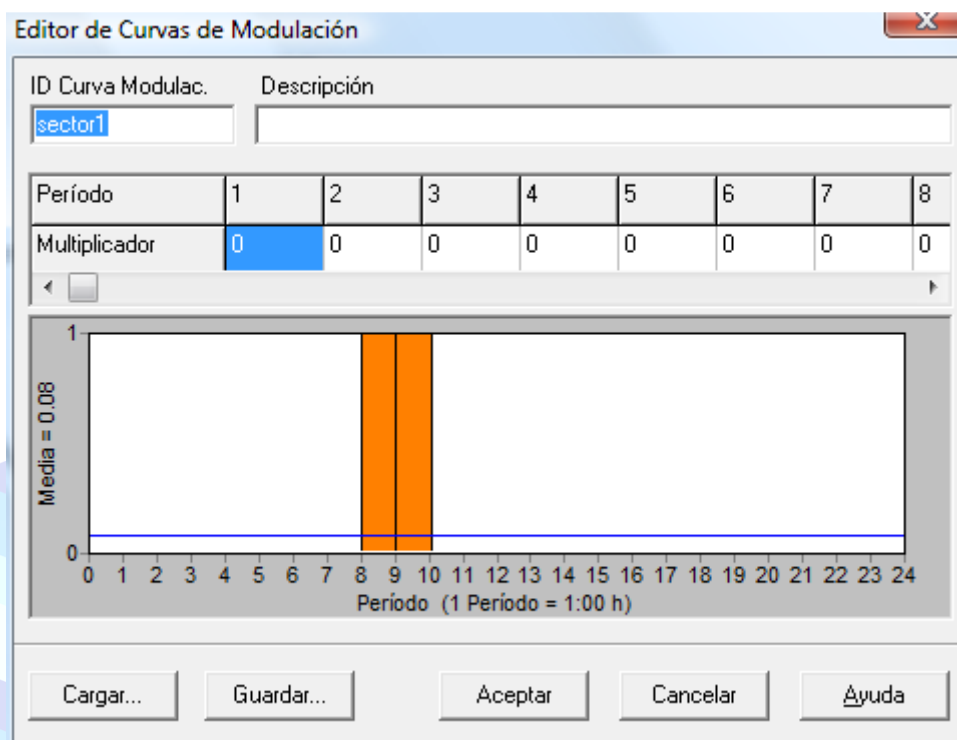 Editor de Curvas de Modulación
ID Curva Modulac. Descripción
sector1
Período 1 2 3 4 5 6 7 8
Multiplicador 0 0 0 0 0 0 0 0
1
Media = 0.08
0
0 1 2 3 4 5 6 7 8 9 10 11 12 13 14 15 16 17 18 19 20 21 22 23 24
Período (1 Período = 1:00 h)
Cargar... Guardar... Aceptar Cancelar Ayuda